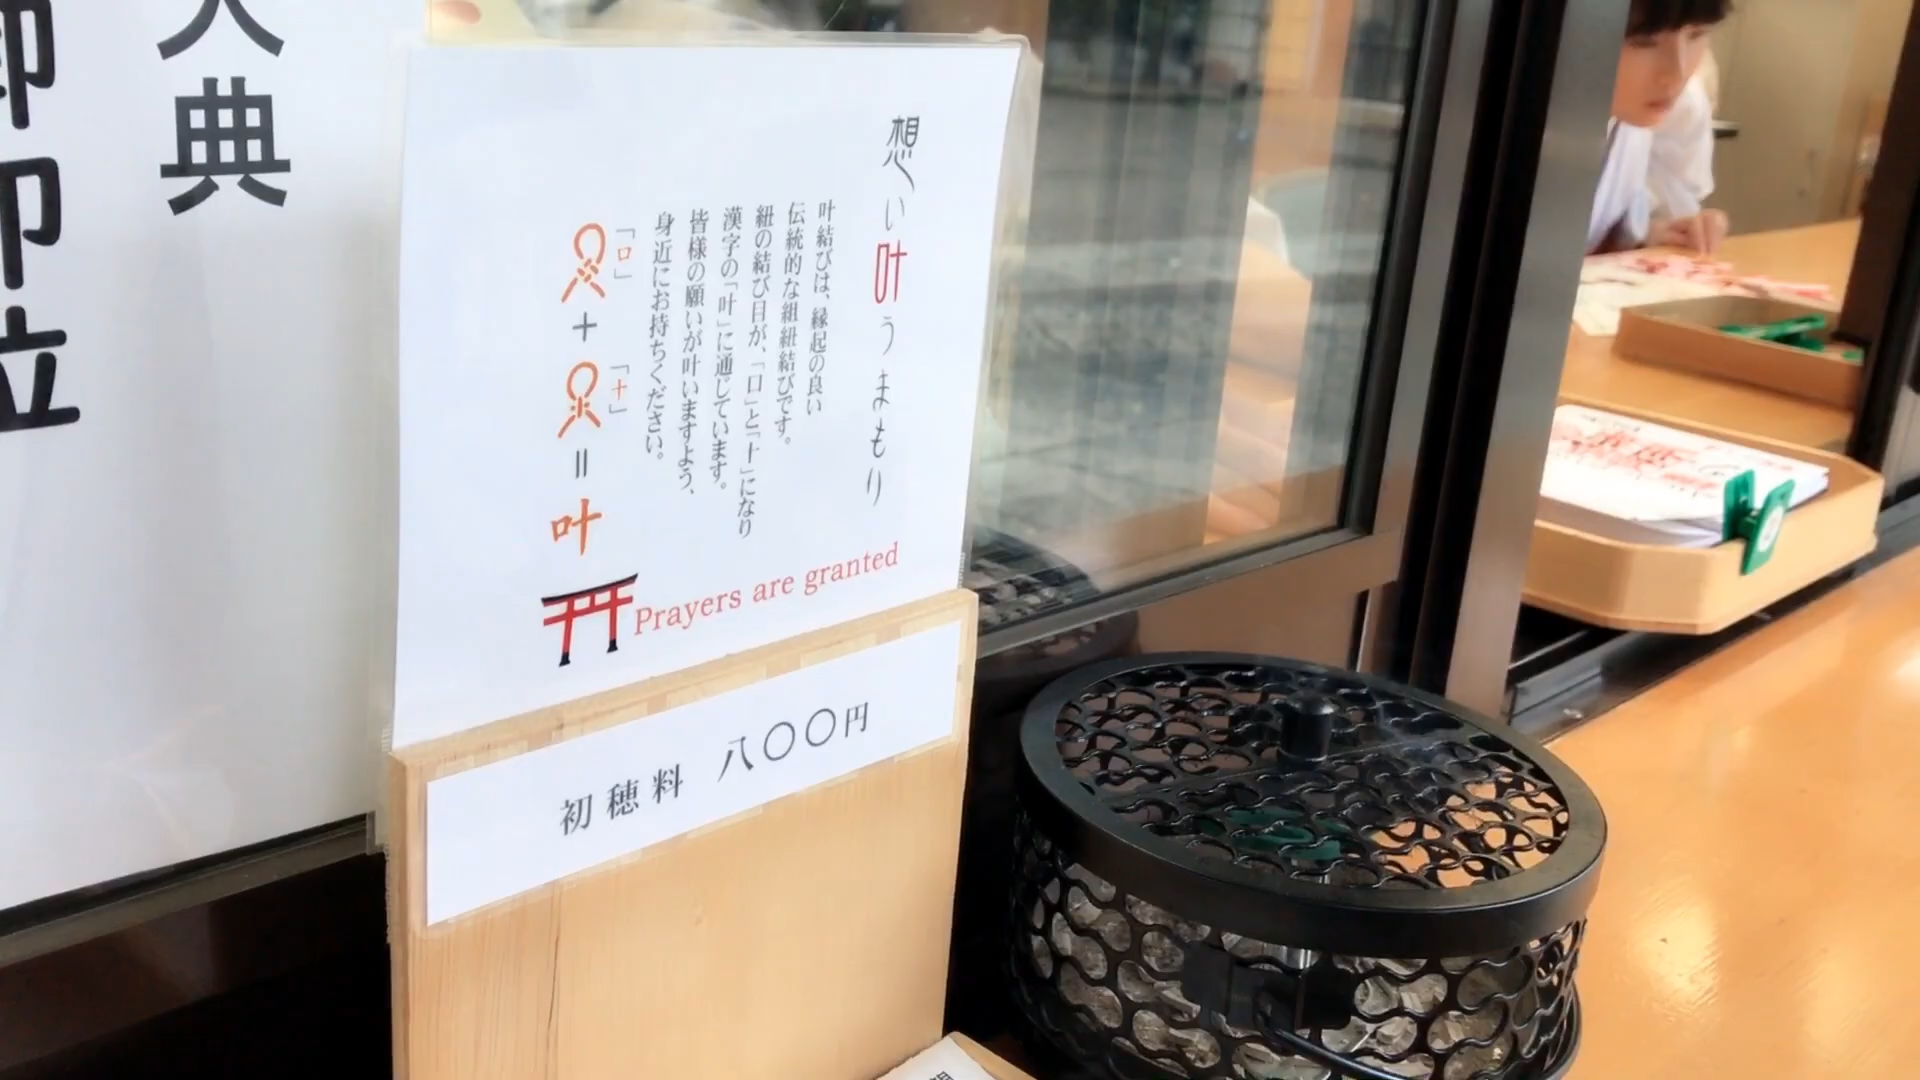 想い叶うまもり
叶結びは、縁起の良い
伝統的な組紐結びです。
紐の結び目が、「口」と「十」になり
漢字の「叶」に通じています。
皆様の願いが叶いますよう、
身近にお持ちください。
「口」
「十」
+
=
叶
Prayers are granted
初穂料 八〇〇円
典
御即位